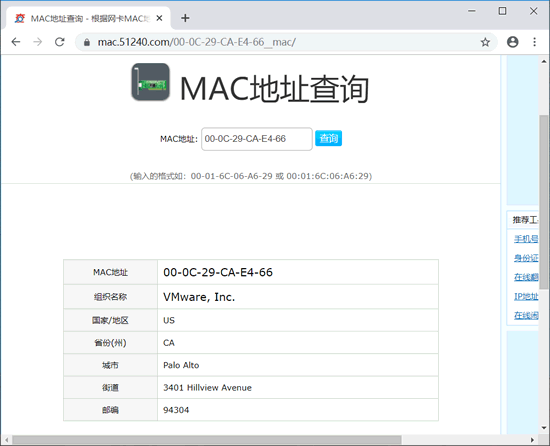 MAC地址查询 - 根据网卡MAC地
mac.51240.com/00-0C-29-CA-E4-66__mac/
MAC地址查询
MAC地址: 00-0C-29-CA-E4-66 查询
(输入的格式如: 00-01-6C-06-A6-29 或 00:01:6C:06:A6:29)
MAC地址 00-0C-29-CA-E4-66
组织名称 VMware, Inc.
国家/地区 US
省份(州) CA
城市 Palo Alto
街道 3401 Hillview Avenue
邮编 94304
推荐工
手机号
身份证
在线翻
IP地址
在线闹